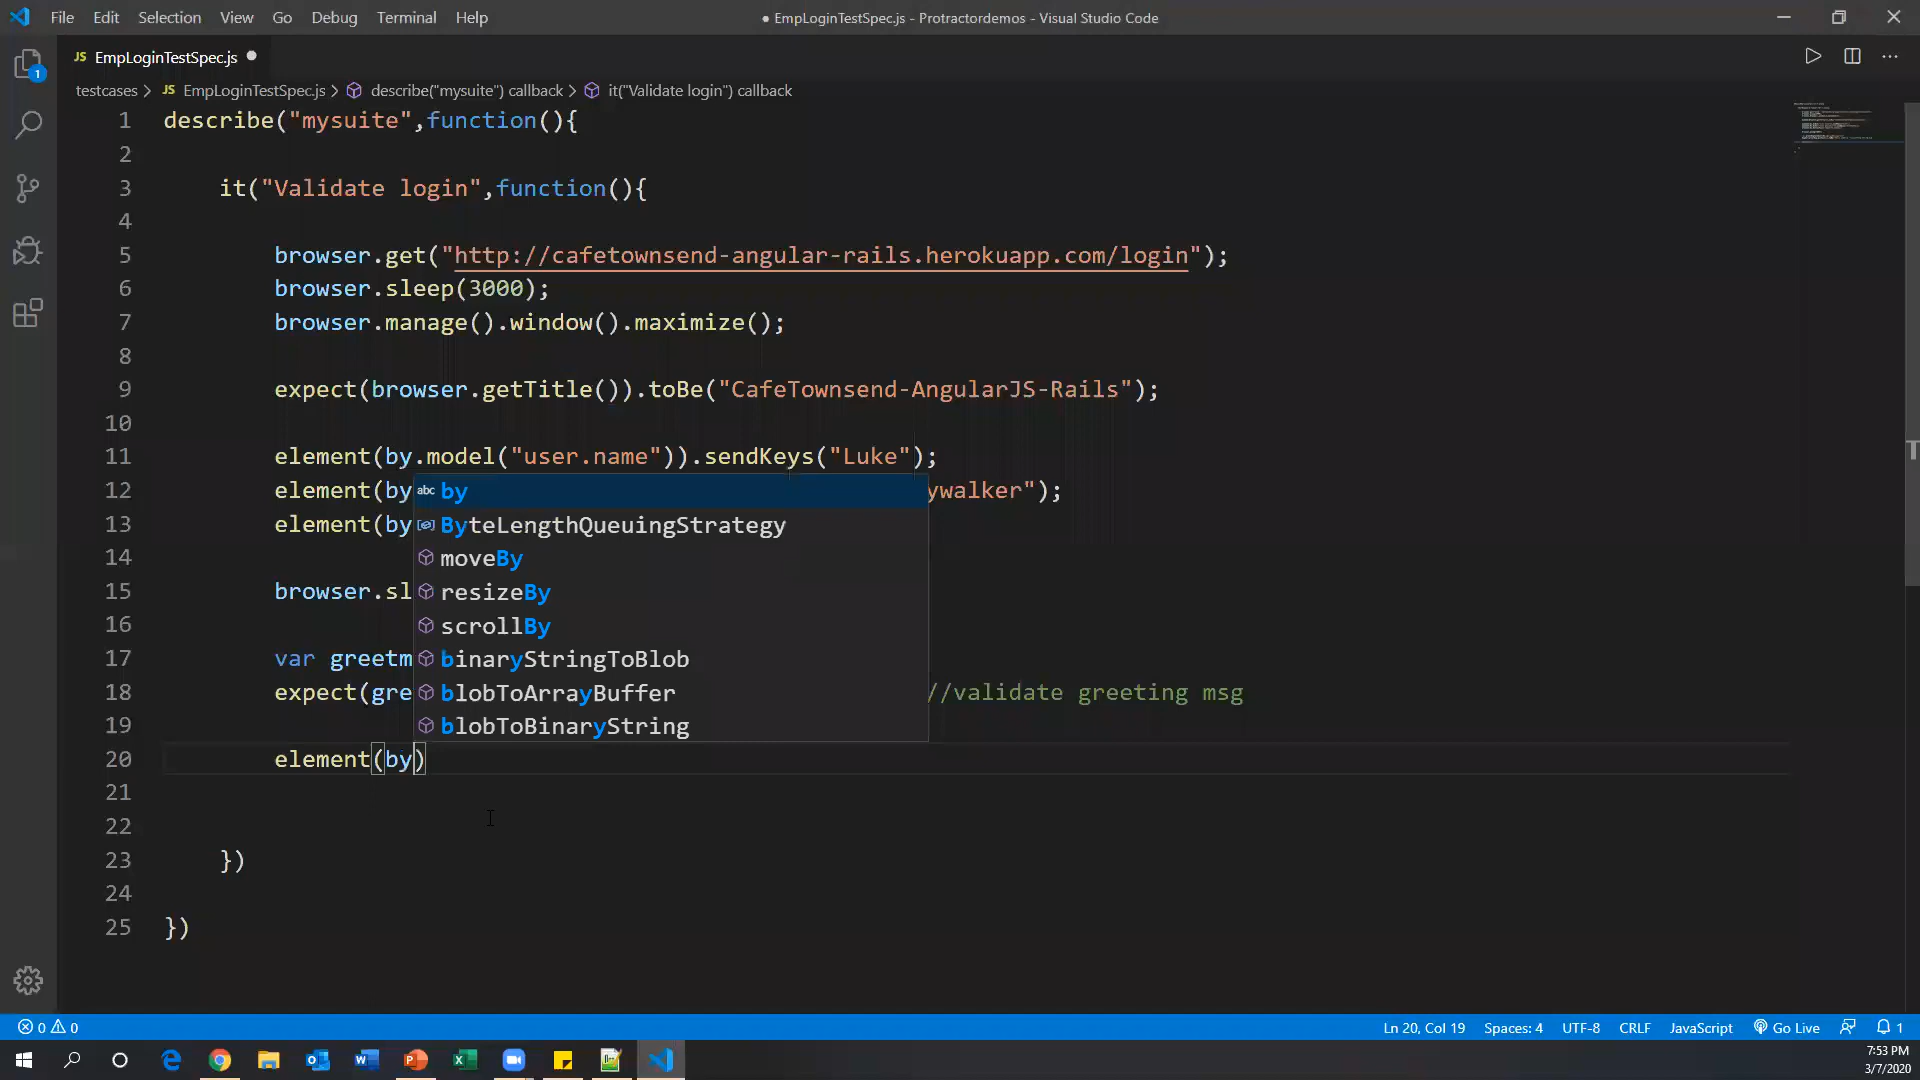 File Edit Selection View Go Debug Terminal Help
● EmpLoginTestSpec.js - Protractordemos - Visual Studio Code
1
JS EmpLoginTestSpec.js ●
testcases > JS EmpLoginTestSpec.js > describe("mysuite") callback > it("Validate login") callback
1 describe("mysuite",function(){
2
3 it("Validate login",function(){
4
5 browser.get("http://cafetownsend-angular-rails.herokuapp.com/login");
6 browser.sleep(3000);
7 browser.manage().window().maximize();
8
9 expect(browser.getTitle()).toBe("CafeTownsend-AngularJS-Rails");
10
11 element(by.model("user.name")).sendKeys("Luke");
12 element(by abc by ywalker");
13 element(by ByteLengthQueuingStrategy
14 moveBy
15 browser.sl resizeBy
16 scrollBy
17 var greetm binaryStringToBlob
18 expect(gre blobToArrayBuffer //validate greeting msg
19 blobToBinaryString
20 element(by)
21
22
23 })
24
25 })
0 0 Ln 20, Col 19 Spaces: 4 UTF-8 CRLF JavaScript Go Live 1
7:53 PM
3/7/2020